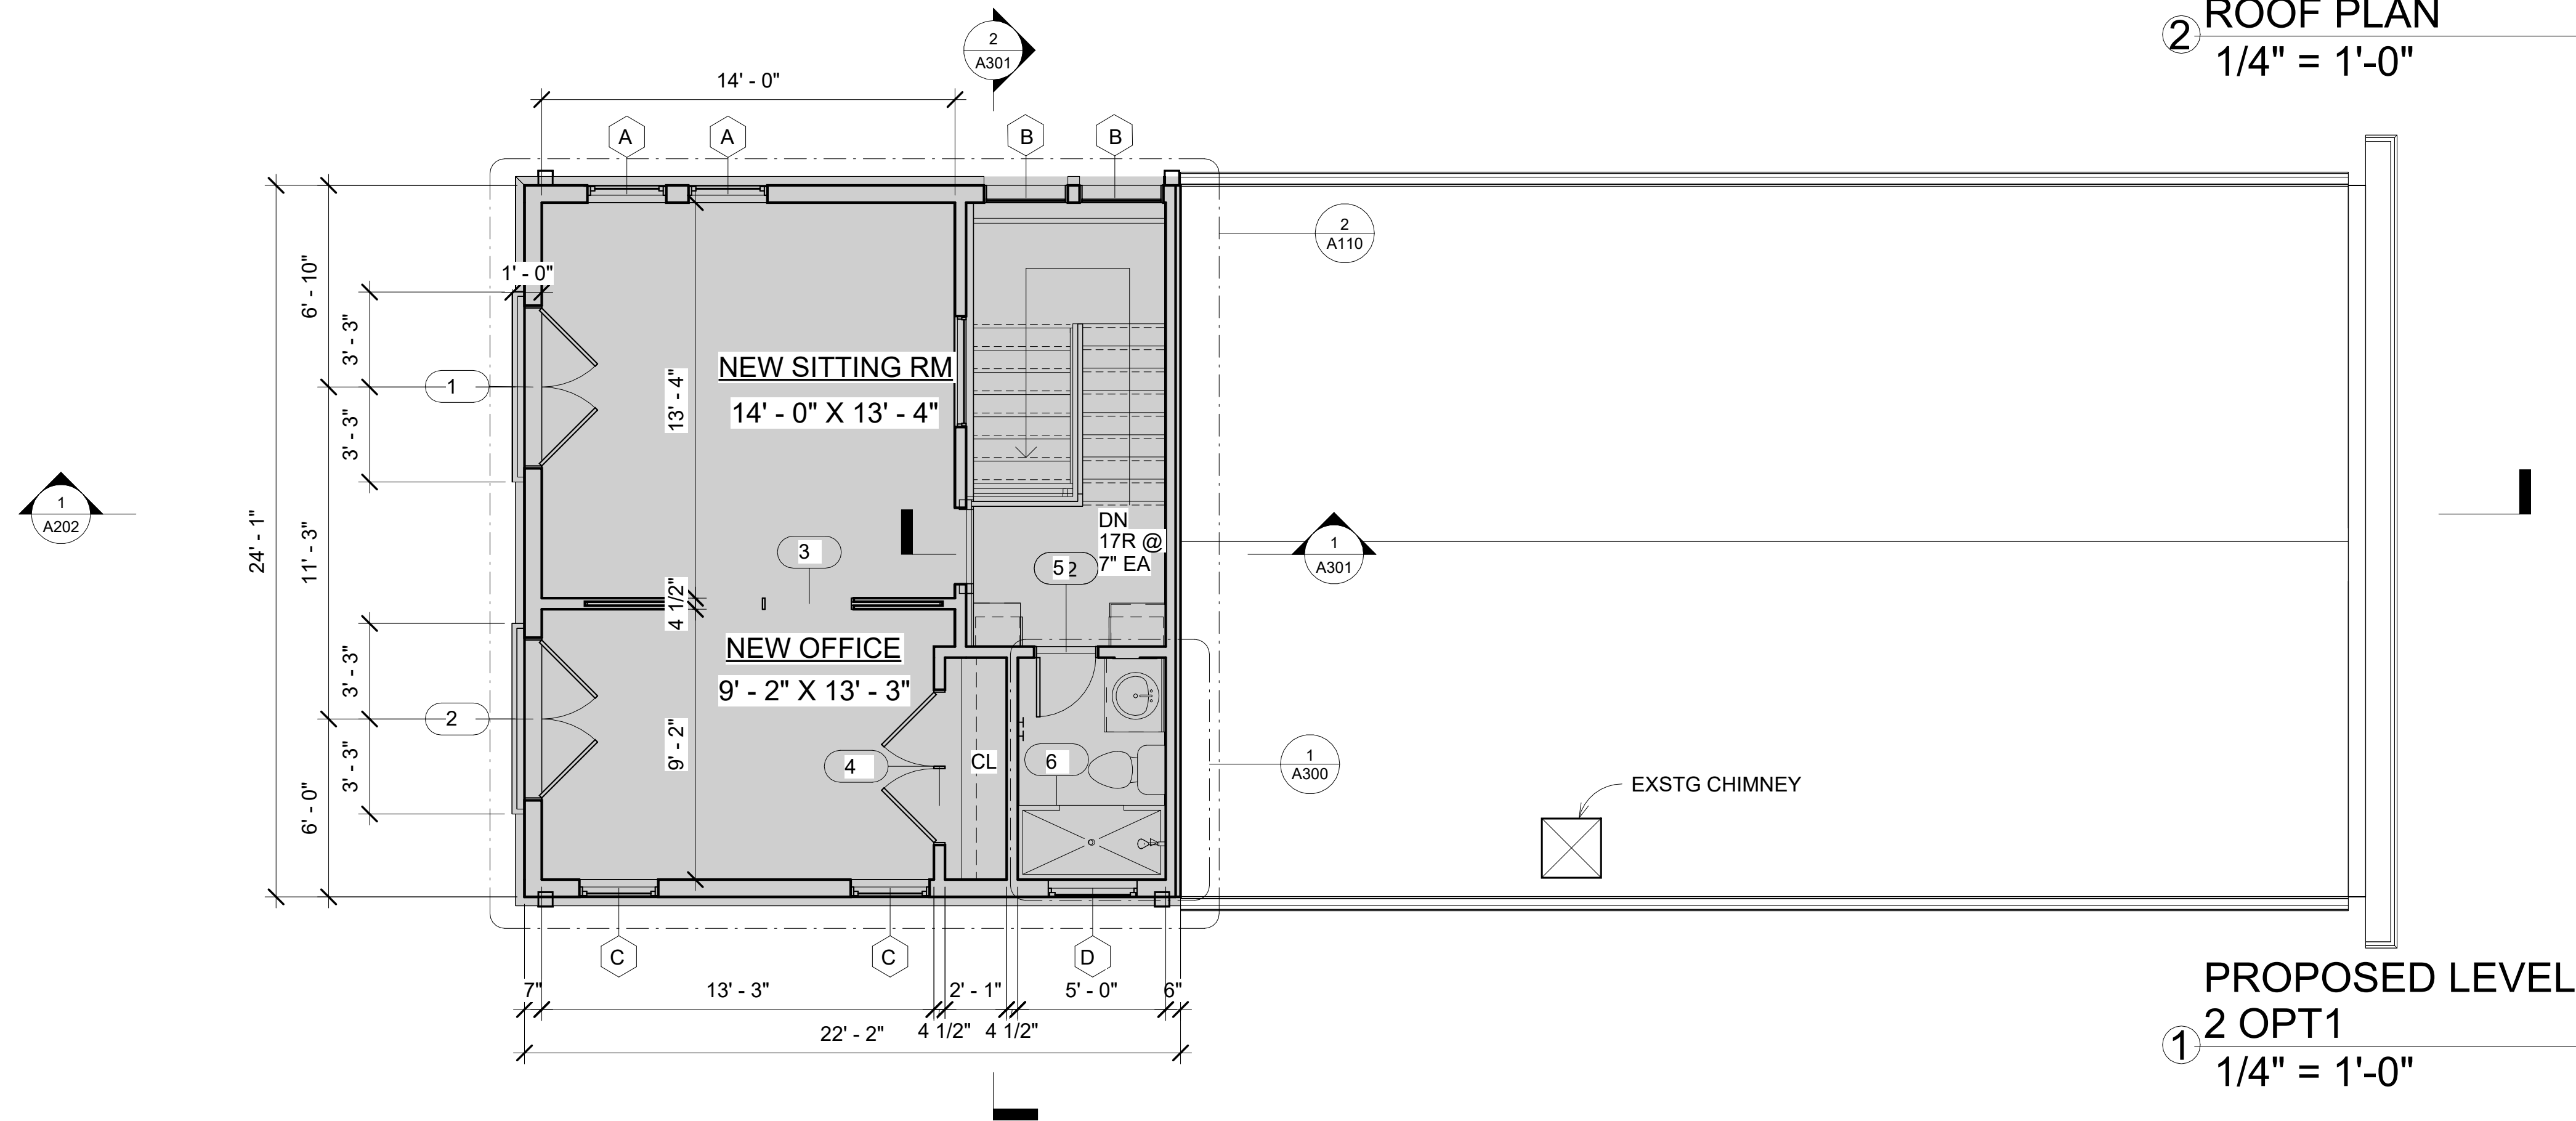 ROOF PLAN
2
1/4" = 1'-0"
2
A301
14' - 0"
A
A
B
B
2
A110
1' - 0"
6' - 10"
3' - 3"
3' - 3"
1
NEW SITTING RM
14' - 0" X 13' - 4"
13' - 4"
1
A202
24' - 1"
11' - 3"
3
DN
17R @
7" EA
5
2
1
A301
4 1/2"
NEW OFFICE
9' - 2" X 13' - 3"
3' - 3"
3' - 3"
2
9' - 2"
6' - 0"
4
CL
6
1
A300
EXSTG CHIMNEY
C
C
D
7"
13' - 3"
2' - 1"
5' - 0"
6"
22' - 2"
4 1/2"
4 1/2"
PROPOSED LEVEL
2 OPT1
1
1/4" = 1'-0"